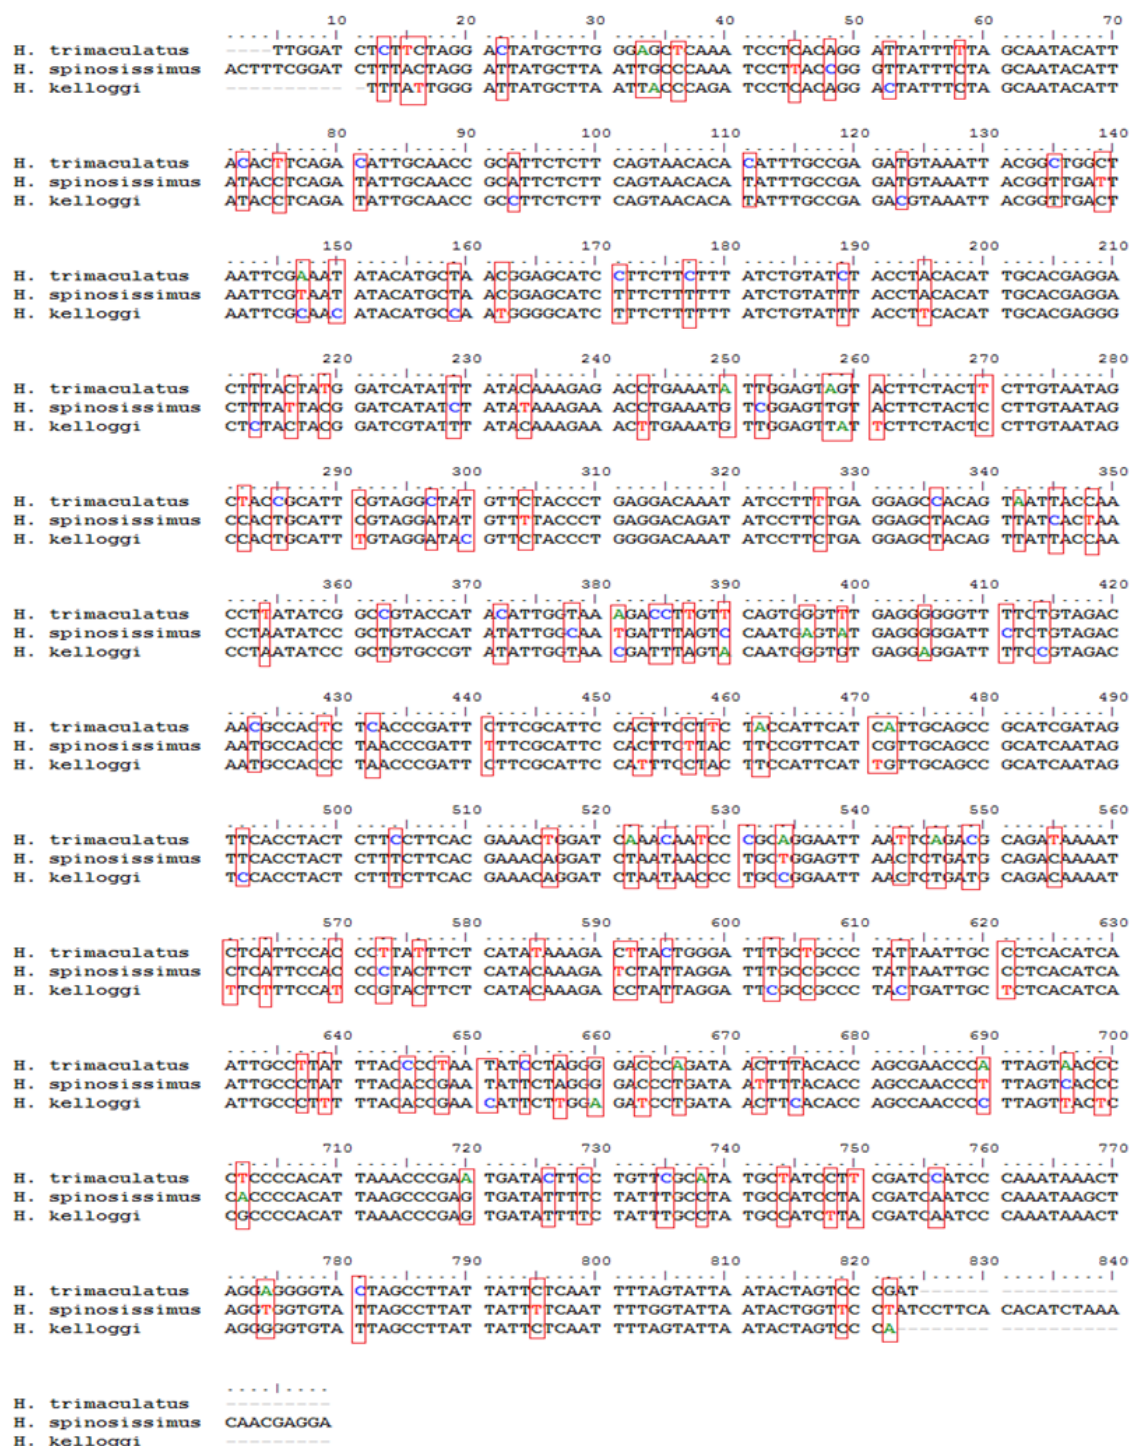 10 20 30 40 50 60 70
H. trimaculatus ----TTGGAT CTCTTCTAGG ACTATGCTTG GGAGCTCAAA TCCTCACAGG ATTATTTTTA GCAATACATT
H. spinosissimus ACTTTCGGAT CTTTACTAGG ATTATGCTTA ATTGCCCAAA TCCTTACCGG GTTATTTCTA GCAATACATT
H. kelloggi ---------- -TTTATTGGG ATTATGCTTA ATTACCCAGA TCCTCACAGG ACTATTTCTA GCAATACATT
80 90 100 110 120 130 140
H. trimaculatus ACACTTCAGA CATTGCAACC GCATTCTCTT CAGTAACACA CATTTGCCGA GATGTAAATT ACGGCTGGCT
H. spinosissimus ATACCTCAGA TATTGCAACC GCATTCTCTT CAGTAACACA TATTTGCCGA GATGTAAATT ACGGTTGATT
H. kelloggi ATACCTCAGA TATTGCAACC GCCTTCTCTT CAGTAACACA TATTTGCCGA GACGTAAATT ACGGTTGACT
150 160 170 180 190 200 210
H. trimaculatus AATTCGAAAT ATACATGCTA ACGGAGCATC CTTCTTCTTT ATCTGTATCT ACCTACACAT TGCACGAGGA
H. spinosissimus AATTCGTAAT ATACATGCTA ACGGAGCATC TTTCTTTTTT ATCTGTATTT ACCTACACAT TGCACGAGGA
H. kelloggi AATTCGCAAC ATACATGCCA ATGGGGCATC TTTCTTTTTT ATCTGTATTT ACCTTCACAT TGCACGAGGG
220 230 240 250 260 270 280
H. trimaculatus CTTTACTATG GATCATATTT ATACAAAGAG ACCTGAAATA TTGGAGTAGT ACTTCTACTT CTTGTAATAG
H. spinosissimus CTTTATTACG GATCATATCT ATATAAAGAA ACCTGAAATG TCGGAGTTGT ACTTCTACTC CTTGTAATAG
H. kelloggi CTCTACTACG GATCGTATTT ATACAAAGAA ACTTGAAATG TTGGAGTTAT TCTTCTACTC CTTGTAATAG
290 300 310 320 330 340 350
H. trimaculatus CTACCGCATT CGTAGGCTAT GTTCTACCCT GAGGACAAAT ATCCTTTTGA GGAGCCACAG TAATTACCAA
H. spinosissimus CCACTGCATT CGTAGGATAT GTTTTACCCT GAGGACAGAT ATCCTTCTGA GGAGCTACAG TTATCACTAA
H. kelloggi CCACTGCATT TGTAGGATAC GTTCTACCCT GGGGACAAAT ATCCTTCTGA GGAGCTACAG TTATTACCAA
360 370 380 390 400 410 420
H. trimaculatus CCTTATATCGG GCCGTACCAT ACATTGGTAA AGACCTTGTT CAGTGGGTTT GAGGGGGGTT TTCTGTAGAC
H. spinosissimus CCTAATATCCG GCTGTACCAT ATATTGGCAA TGATTTAGTC CAATGAGTAT GAGGGGGATT CTCTGTAGAC
H. kelloggi CCTAATATCCG GCTGTGCCGT ATATTGGTAA CGATTTAGTA CAATGGGTGT GAGGAGGATT TTCCGTAGAC
430 440 450 460 470 480 490
H. trimaculatus AACGCCACTC TCACCCGATT CTTCGCATTC CACTTCCTTC TACCATTCAT CATTGCAGCC GCATCGATAG
H. spinosissimus AATGCCACCC TAACCCGATT TTTCGCATTC CACTTCTTAC TTCCGTTCAT CGTTGCAGCC GCATCAATAG
H. kelloggi AATGCCACCC TAACCCGATT CTTCGCATTC CATTTCCTAC TTCCATTCAT TGTTGCAGCC GCATCAATAG
500 510 520 530 540 550 560
H. trimaculatus TTCACCTACT CTTCCTTCAC GAAACTGGAT CAAACAATCC CGCAGGAATT AATTCAGACG CAGATAAAAT
H. spinosissimus TTCACCTACT CTTTCTTCAC GAAACAGGAT CTAATAACCC TGCTGGAGTT AACTCTGATG CAGACAAAAT
H. kelloggi TCCACCTACT CTTTCTTCAC GAAACAGGAT CTAATAACCC TGCCGGAATT AACTCTGATG CAGACAAAAT
570 580 590 600 610 620 630
H. trimaculatus CTCATTCCAC CCTTATTTCT CATATAAAGA CTTACTGGGA TTTGCTGCCC TATTAATTGC CCTCACATCA
H. spinosissimus CTCATTCCAC CCCTACTTCT CATACAAAGA TCTATTAGGA TTTGCCGCCC TATTAATTGC CCTCACATCA
H. kelloggi TTCTTTCCAT CCGTACTTCT CATACAAAGA CCTATTAGGA TTCGCCGCCC TACTGATTGC TCTCACATCA
640 650 660 670 680 690 700
H. trimaculatus ATTGCCTTAT TTACCCCTAA TATCCTAGGG GACCCAGATA ACTTTACACC AGCGAACCCA TTAGTAACCC
H. spinosissimus ATTGCCCTAT TTACACCGAA TATTCTAGGG GACCCTGATA ATTTTACACC AGCCAACCCT TTAGTCACCC
H. kelloggi ATTGCCCTTT TTACACCGAA CATTCTTGGA GATCCTGATA ACTTCACACC AGCCAACCCC TTAGTTACTC
710 720 730 740 750 760 770
H. trimaculatus CTCCCCACAT TAAACCCGAA TGATACTTCC TGTTCGCATA TGCTATCCTT CGATCCATCC CAAATAAACT
H. spinosissimus CACCCCACAT TAAGCCCGAG TGATATTTTC TATTTGCCTA TGCCATCCTA CGATCAATCC CAAATAAGCT
H. kelloggi CGCCCCACAT TAAACCCGAG TGATATTTTC TATTTGCCTA TGCCATCTTA CGATCAATCC CAAATAAACT
780 790 800 810 820 830 840
H. trimaculatus AGGAGGGGTA CTAGCCTTAT TATTCTCAAT TTTAGTATTA ATACTAGTCC CGAT------ ----------
H. spinosissimus AGGTGGTGTA TTAGCCTTAT TATTTTCAAT TTTGGTATTA ATACTGGTTC CTATCCTTCA CACATCTAAA
H. kelloggi AGGGGGTGTA TTAGCCTTAT TATTCTCAAT TTTAGTATTA ATACTAGTCC CA-------- ----------
H. trimaculatus ---------
H. spinosissimus CAACGAGGA
H. kelloggi ---------